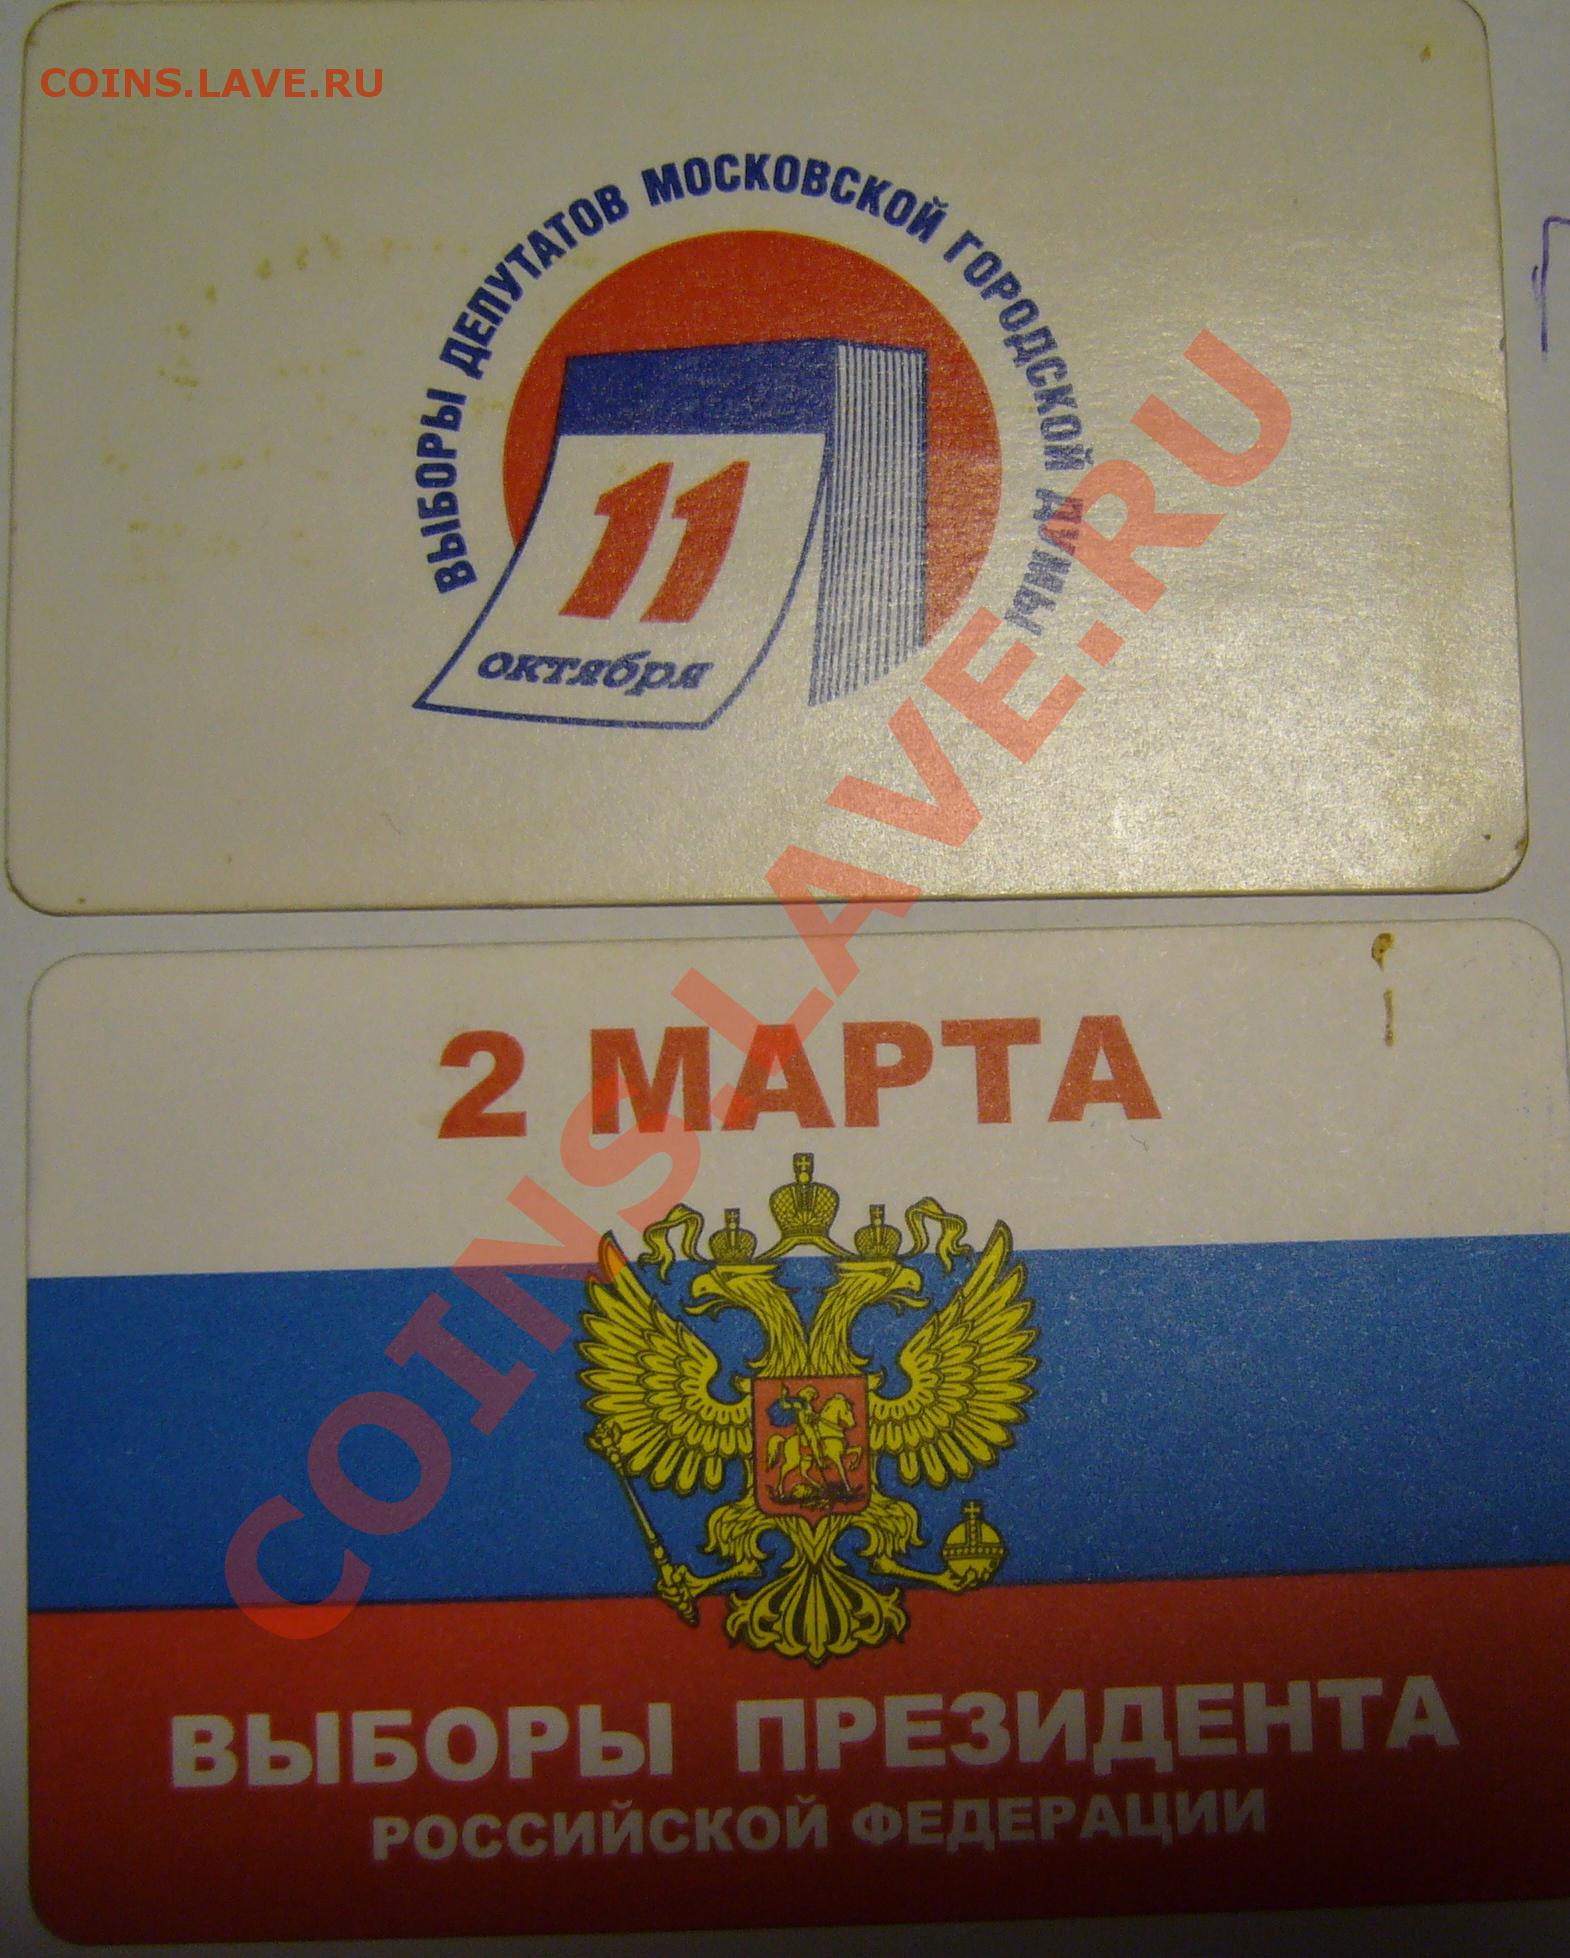 COINS.LAVE.RU
ВЫБОРЫ ДЕПУТАТОВ МОСКОВСКОЙ ГОРОДСКОЙ ДУМЫ
11
октября
COINS.LAVE.RU
2 МАРТА
ВЫБОРЫ ПРЕЗИДЕНТА
РОССИЙСКОЙ ФЕДЕРАЦИИ